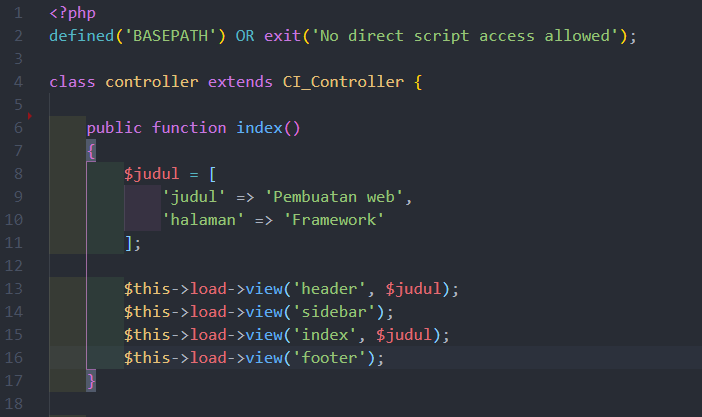 1 <?php
2 defined('BASEPATH') OR exit('No direct script access allowed');
3
4 class controller extends CI_Controller {
5
6 public function index()
7 {
8 $judul = [
9 'judul' => 'Pembuatan web',
10 'halaman' => 'Framework'
11 ];
12
13 $this->load->view('header', $judul);
14 $this->load->view('sidebar');
15 $this->load->view('index', $judul);
16 $this->load->view('footer');
17 }
18